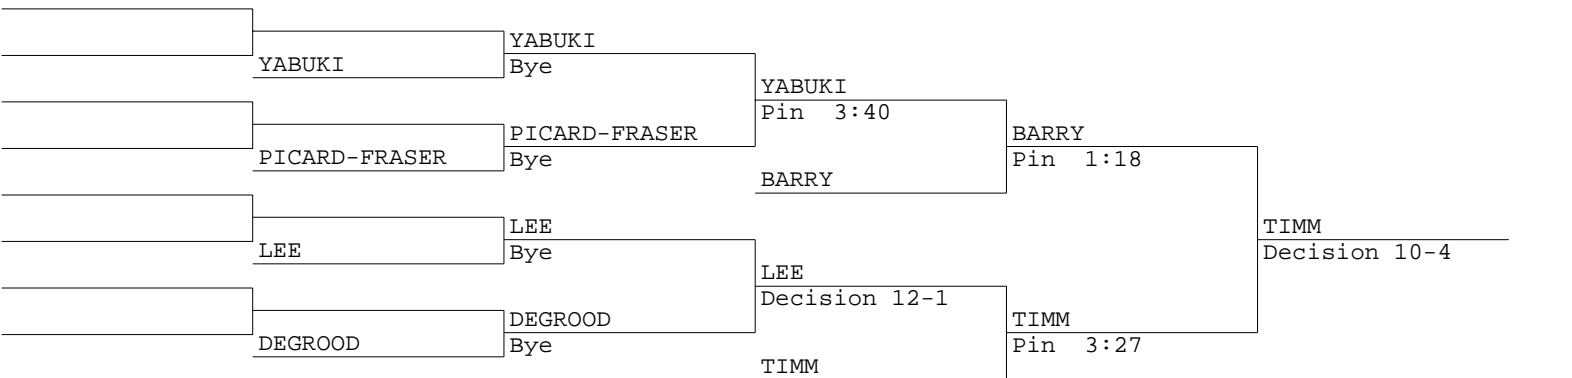 YABUKI
YABUKI
Bye
YABUKI
Pin 3:40
PICARD-FRASER
PICARD-FRASER
Bye
BARRY
BARRY
Pin 1:18
LEE
LEE
Bye
LEE
Decision 12-1
DEGROOD
DEGROOD
Bye
TIMM
TIMM
Pin 3:27
TIMM
Decision 10-4